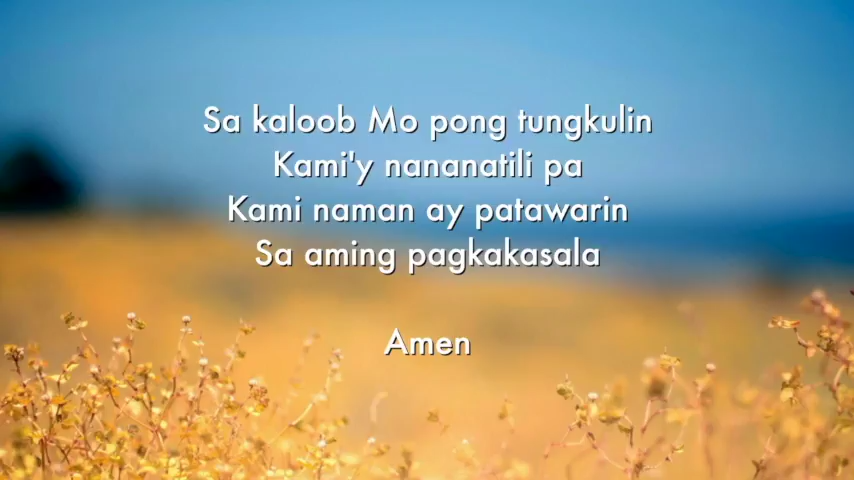 Sa kaloob Mo pong tungkulin
Kami'y nananatili pa
Kami naman ay patawarin
Sa aming pagkakasala
Amen